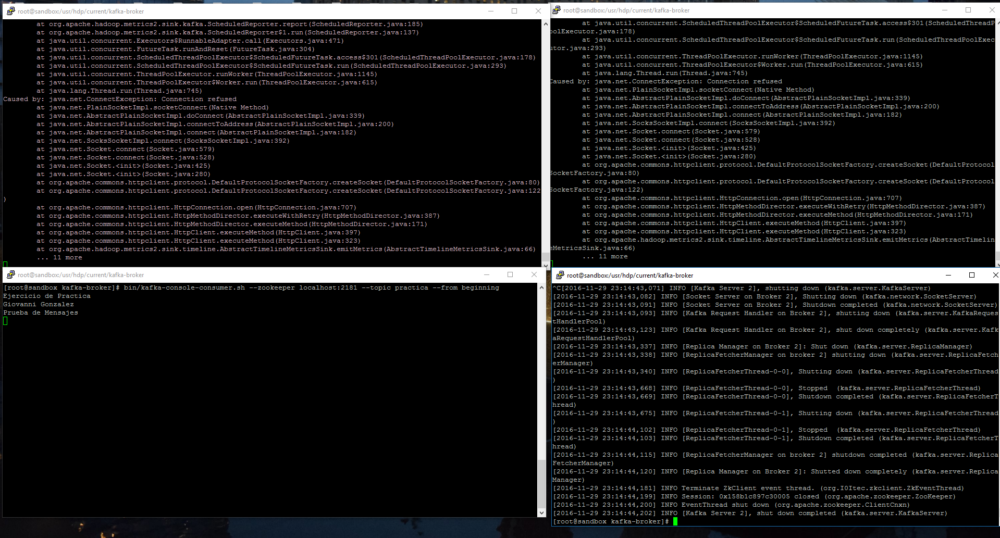 root@sandbox:/usr/hdp/current/kafka-broker
at org.apache.hadoop.metrics2.sink.kafka.ScheduledReporter.report(ScheduledReporter.java:185)
at org.apache.hadoop.metrics2.sink.kafka.ScheduledReporter$1.run(ScheduledReporter.java:137)
at java.util.concurrent.Executors$RunnableAdapter.call(Executors.java:471)
at java.util.concurrent.FutureTask.runAndReset(FutureTask.java:304)
at java.util.concurrent.ScheduledThreadPoolExecutor$ScheduledFutureTask.access$301(ScheduledThreadPoolExecutor.java:178)
at java.util.concurrent.ScheduledThreadPoolExecutor$ScheduledFutureTask.run(ScheduledThreadPoolExecutor.java:293)
at java.util.concurrent.ThreadPoolExecutor.runWorker(ThreadPoolExecutor.java:1145)
at java.util.concurrent.ThreadPoolExecutor$Worker.run(ThreadPoolExecutor.java:615)
at java.lang.Thread.run(Thread.java:745)
Caused by: java.net.ConnectException: Connection refused
at java.net.PlainSocketImpl.socketConnect(Native Method)
at java.net.AbstractPlainSocketImpl.doConnect(AbstractPlainSocketImpl.java:339)
at java.net.AbstractPlainSocketImpl.connectToAddress(AbstractPlainSocketImpl.java:200)
at java.net.AbstractPlainSocketImpl.connect(AbstractPlainSocketImpl.java:182)
at java.net.SocksSocketImpl.connect(SocksSocketImpl.java:392)
at java.net.Socket.connect(Socket.java:579)
at java.net.Socket.connect(Socket.java:528)
at java.net.Socket.<init>(Socket.java:425)
at java.net.Socket.<init>(Socket.java:280)
at org.apache.commons.httpclient.protocol.DefaultProtocolSocketFactory.createSocket(DefaultProtocolSocketFactory.java:80)
at org.apache.commons.httpclient.protocol.DefaultProtocolSocketFactory.createSocket(DefaultProtocolSocketFactory.java:122
)
at org.apache.commons.httpclient.HttpConnection.open(HttpConnection.java:707)
at org.apache.commons.httpclient.HttpMethodDirector.executeWithRetry(HttpMethodDirector.java:387)
at org.apache.commons.httpclient.HttpMethodDirector.executeMethod(HttpMethodDirector.java:171)
at org.apache.commons.httpclient.HttpClient.executeMethod(HttpClient.java:397)
at org.apache.commons.httpclient.HttpClient.executeMethod(HttpClient.java:323)
at org.apache.hadoop.metrics2.sink.timeline.AbstractTimelineMetricsSink.emitMetrics(AbstractTimelineMetricsSink.java:66)
... 11 more
root@sandbox:/usr/hdp/current/kafka-broker
at java.util.concurrent.ScheduledThreadPoolExecutor$ScheduledFutureTask.access$301(ScheduledThreadP
oolExecutor.java:178)
at java.util.concurrent.ScheduledThreadPoolExecutor$ScheduledFutureTask.run(ScheduledThreadPoolExec
utor.java:293)
at java.util.concurrent.ThreadPoolExecutor.runWorker(ThreadPoolExecutor.java:1145)
at java.util.concurrent.ThreadPoolExecutor$Worker.run(ThreadPoolExecutor.java:615)
at java.lang.Thread.run(Thread.java:745)
Caused by: java.net.ConnectException: Connection refused
at java.net.PlainSocketImpl.socketConnect(Native Method)
at java.net.AbstractPlainSocketImpl.doConnect(AbstractPlainSocketImpl.java:339)
at java.net.AbstractPlainSocketImpl.connectToAddress(AbstractPlainSocketImpl.java:200)
at java.net.AbstractPlainSocketImpl.connect(AbstractPlainSocketImpl.java:182)
at java.net.SocksSocketImpl.connect(SocksSocketImpl.java:392)
at java.net.Socket.connect(Socket.java:579)
at java.net.Socket.connect(Socket.java:528)
at java.net.Socket.<init>(Socket.java:425)
at java.net.Socket.<init>(Socket.java:280)
at org.apache.commons.httpclient.protocol.DefaultProtocolSocketFactory.createSocket(DefaultProtocol
SocketFactory.java:80)
at org.apache.commons.httpclient.protocol.DefaultProtocolSocketFactory.createSocket(DefaultProtocol
SocketFactory.java:122)
at org.apache.commons.httpclient.HttpConnection.open(HttpConnection.java:707)
at org.apache.commons.httpclient.HttpMethodDirector.executeWithRetry(HttpMethodDirector.java:387)
at org.apache.commons.httpclient.HttpMethodDirector.executeMethod(HttpMethodDirector.java:171)
at org.apache.commons.httpclient.HttpClient.executeMethod(HttpClient.java:397)
at org.apache.commons.httpclient.HttpClient.executeMethod(HttpClient.java:323)
at org.apache.hadoop.metrics2.sink.timeline.AbstractTimelineMetricsSink.emitMetrics(AbstractTimelin
eMetricsSink.java:66)
... 11 more
root@sandbox:/usr/hdp/current/kafka-broker
[root@sandbox kafka-broker]# bin/kafka-console-consumer.sh --zookeeper localhost:2181 --topic practica --from beginning
Ejercicio de Practica
Giovanni Gonzalez
Prueba de Mensajes
root@sandbox:/usr/hdp/current/kafka-broker
^C[2016-11-29 23:14:43,071] INFO [Kafka Server 2], shutting down (kafka.server.KafkaServer)
[2016-11-29 23:14:43,082] INFO [Socket Server on Broker 2], Shutting down (kafka.network.SocketServer)
[2016-11-29 23:14:43,091] INFO [Socket Server on Broker 2], Shutdown completed (kafka.network.SocketServer)
[2016-11-29 23:14:43,093] INFO [Kafka Request Handler on Broker 2], shutting down (kafka.server.KafkaReques
tHandlerPool)
[2016-11-29 23:14:43,123] INFO [Kafka Request Handler on Broker 2], shut down completely (kafka.server.Kafk
aRequestHandlerPool)
[2016-11-29 23:14:43,337] INFO [Replica Manager on Broker 2]: Shut down (kafka.server.ReplicaManager)
[2016-11-29 23:14:43,338] INFO [ReplicaFetcherManager on broker 2] shutting down (kafka.server.ReplicaFetch
erManager)
[2016-11-29 23:14:43,340] INFO [ReplicaFetcherThread-0-0], Shutting down (kafka.server.ReplicaFetcherThread
)
[2016-11-29 23:14:43,668] INFO [ReplicaFetcherThread-0-0], Stopped  (kafka.server.ReplicaFetcherThread)
[2016-11-29 23:14:43,669] INFO [ReplicaFetcherThread-0-0], Shutdown completed (kafka.server.ReplicaFetcherT
hread)
[2016-11-29 23:14:43,675] INFO [ReplicaFetcherThread-0-1], Shutting down (kafka.server.ReplicaFetcherThread
)
[2016-11-29 23:14:44,102] INFO [ReplicaFetcherThread-0-1], Stopped  (kafka.server.ReplicaFetcherThread)
[2016-11-29 23:14:44,103] INFO [ReplicaFetcherThread-0-1], Shutdown completed (kafka.server.ReplicaFetcherT
hread)
[2016-11-29 23:14:44,115] INFO [ReplicaFetcherManager on broker 2] shutdown completed (kafka.server.Replica
FetcherManager)
[2016-11-29 23:14:44,120] INFO [Replica Manager on Broker 2]: Shutted down completely (kafka.server.Replica
Manager)
[2016-11-29 23:14:44,181] INFO Terminate ZkClient event thread. (org.I0Itec.zkclient.ZkEventThread)
[2016-11-29 23:14:44,199] INFO Session: 0x158b1c897c30005 closed (org.apache.zookeeper.ZooKeeper)
[2016-11-29 23:14:44,200] INFO EventThread shut down (org.apache.zookeeper.ClientCnxn)
[2016-11-29 23:14:44,202] INFO [Kafka Server 2], shut down completed (kafka.server.KafkaServer)
[root@sandbox kafka-broker]#